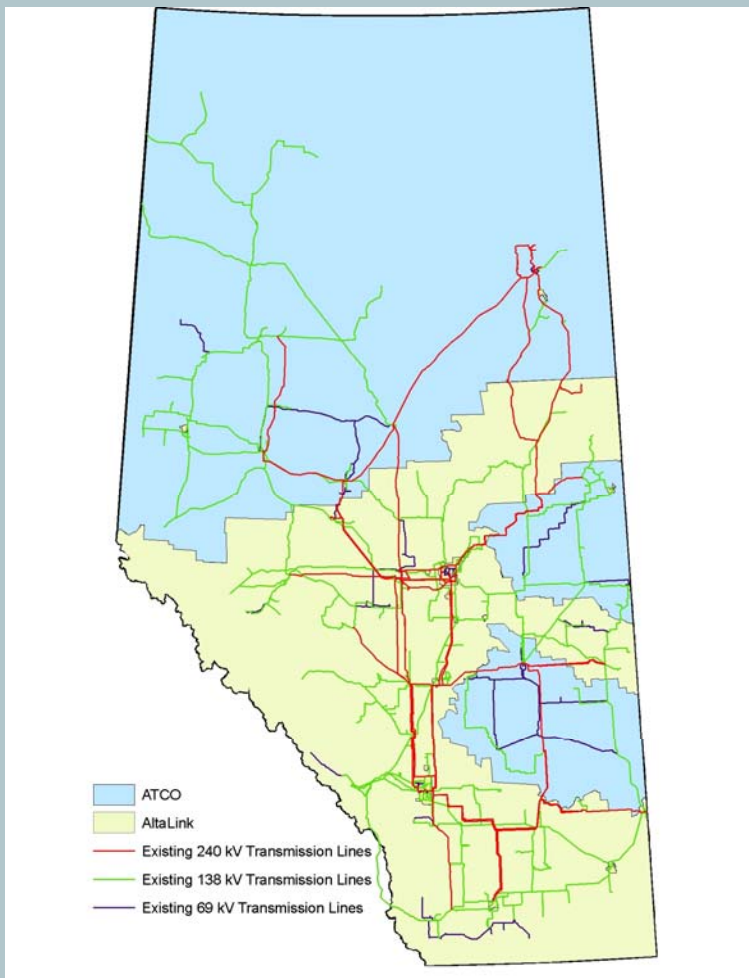 ATCO
AltaLink
Existing 240 kV Transmission Lines
Existing 138 kV Transmission Lines
Existing 69 kV Transmission Lines